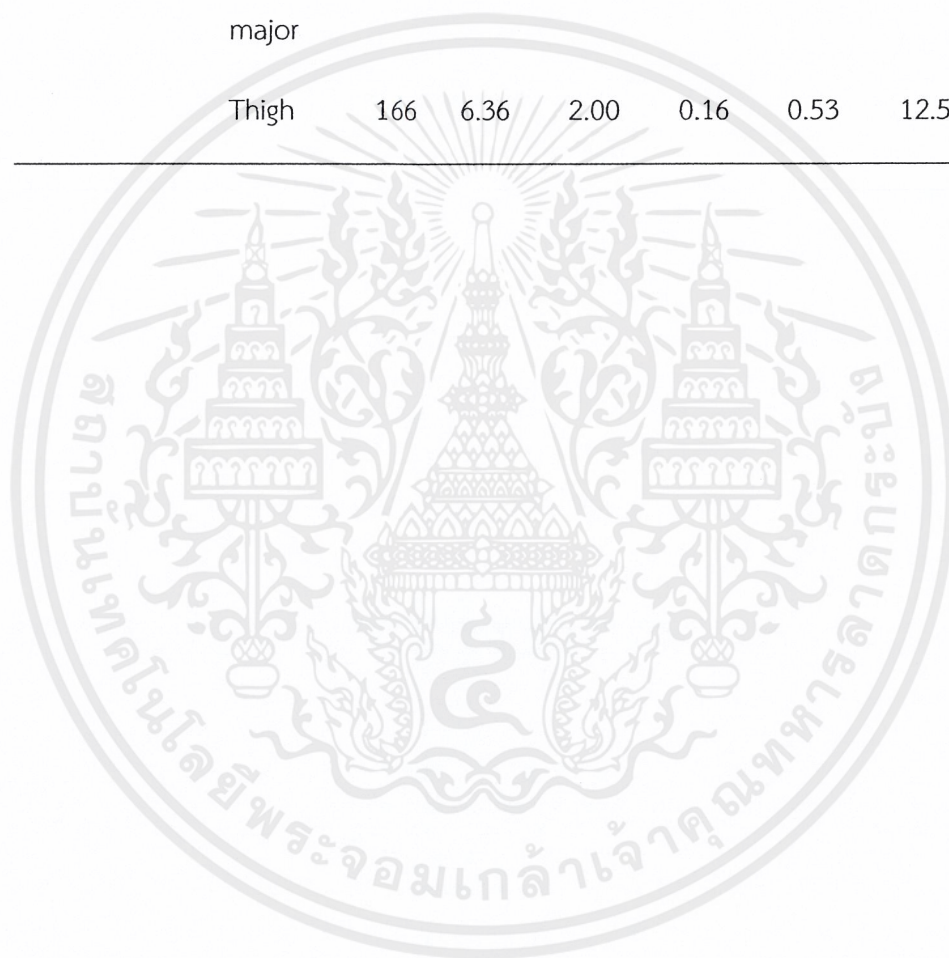 major
Thigh 166 6.36 2.00 0.16 0.53 12.5
สถาบันเทคโนโลยีพระจอมเกล้าเจ้าคุณทหารลาดกระบัง